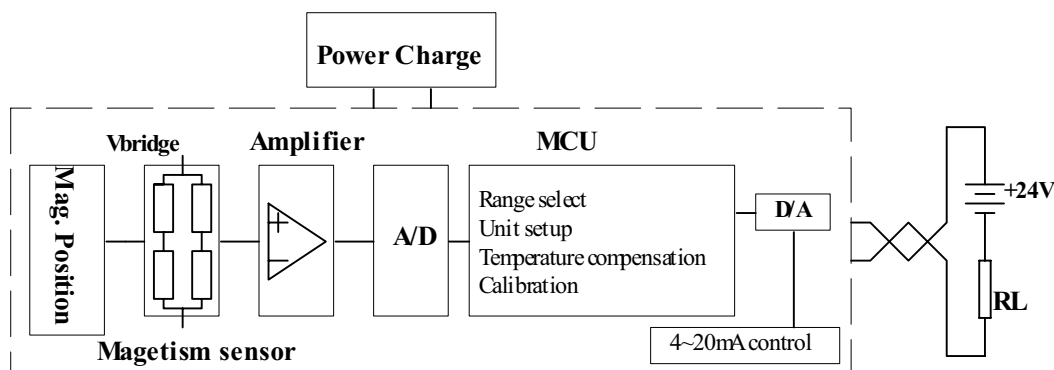 Power Charge
Vbridge
Amplifier
MCU
Mag. Position
+
−
A/D
Range select
Unit setup
Temperature compensation
Calibration
D/A
+24V
RL
Magetism sensor
4~20mA control